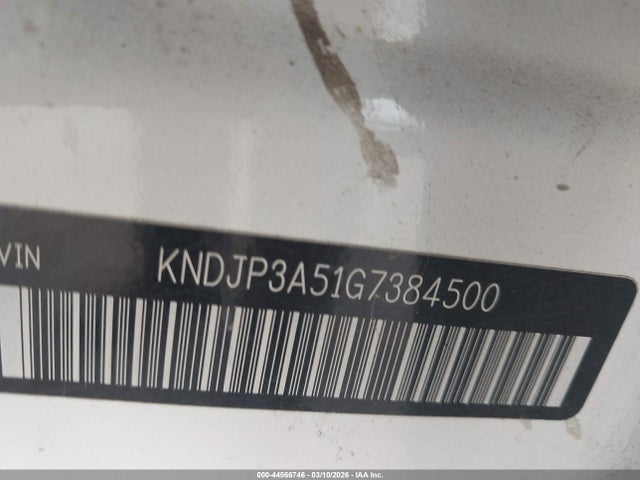 VIN KNDJP3A51G7384500
000-44566746 — 03/10/2026 — IAA Inc.